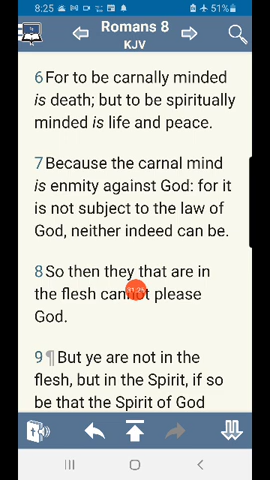 8:25
51%
Romans 8
KJV
6 For to be carnally minded
is death; but to be spiritually
minded is life and peace.
7 Because the carnal mind
is enmity against God: for it
is not subject to the law of
God, neither indeed can be.
8 So then they that are in
the flesh cannot please
God.
9 ¶ But ye are not in the
flesh, but in the Spirit, if so
be that the Spirit of God